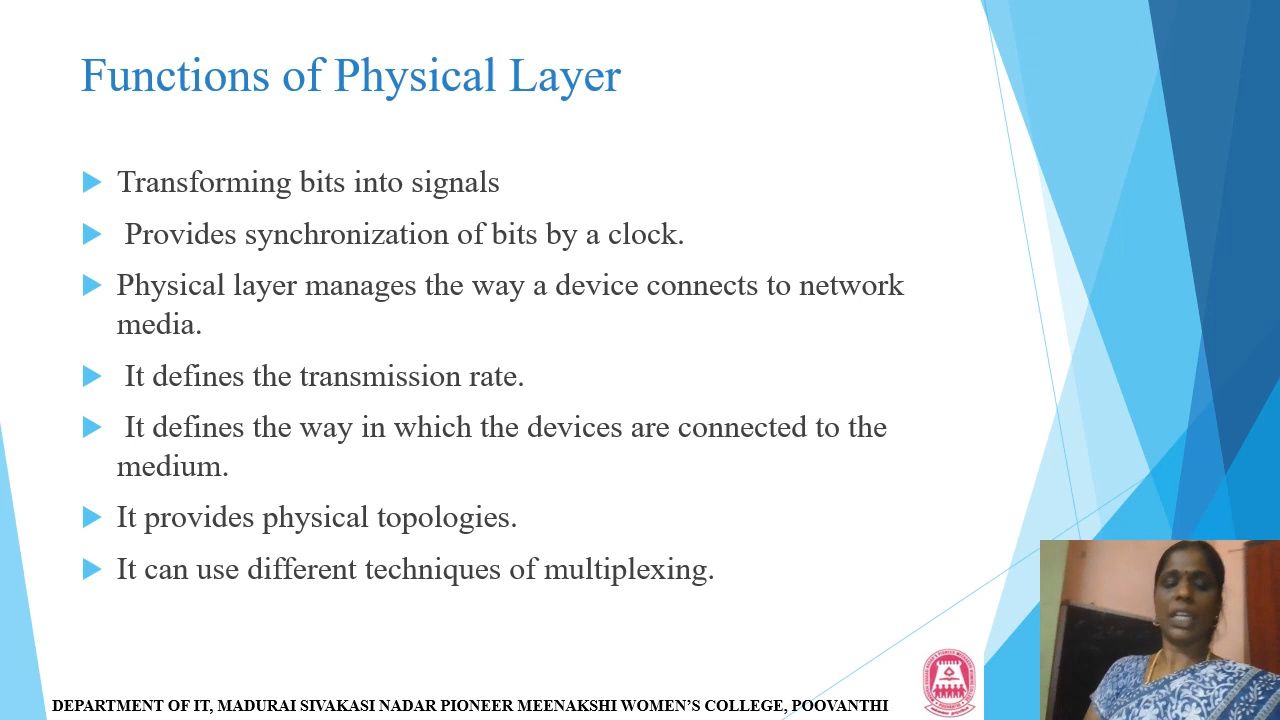 Functions of Physical Layer
Transforming bits into signals
Provides synchronization of bits by a clock.
Physical layer manages the way a device connects to network
media.
It defines the transmission rate.
It defines the way in which the devices are connected to the
medium.
It provides physical topologies.
It can use different techniques of multiplexing.
DEPARTMENT OF IT, MADURAI SIVAKASI NADAR PIONEER MEENAKSHI WOMEN'S COLLEGE, POOVANTHI